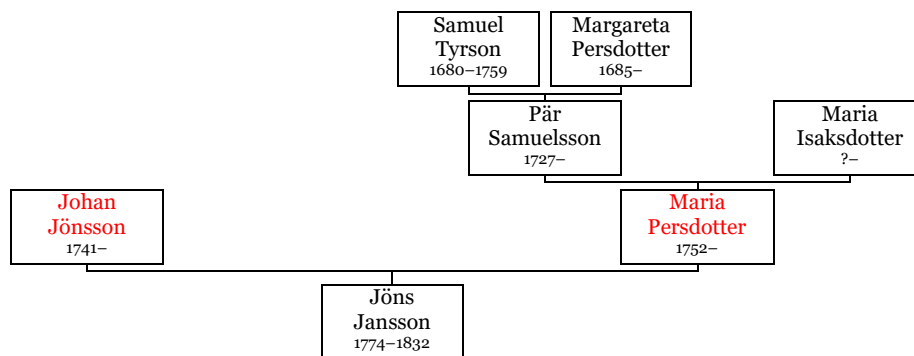 Samuel
Tyrson
1680–1759
Margareta
Persdotter
1685–
Pär
Samuelsson
1727–
Maria
Isaksdotter
?–
Johan
Jönsson
1741–
Maria
Persdotter
1752–
Jöns
Jansson
1774–1832